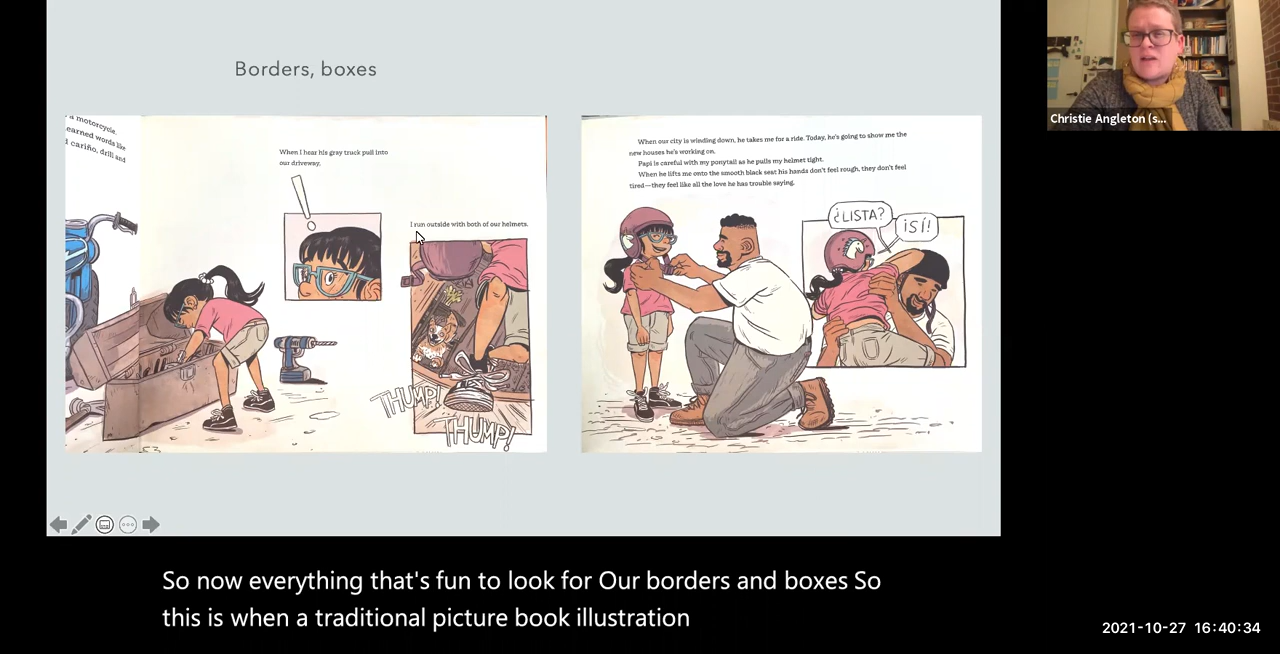 Borders, boxes
a motorcycle.
earned words like
cariño, drill and
When I hear his gray truck pull into
our driveway,
I run outside with both of our helmets.
THUMP!
THUMP!
When our city is winding down, he takes me for a ride. Today, he's going to show me the
new houses he's working on.
Papi is careful with my ponytail as he pulls my helmet tight.
When he lifts me onto the smooth black seat his hands don't feel rough, they don't feel
tired—they feel like all the love he has trouble saying.
¿LISTA?
¡SÍ!
Christie Angleton (s...
So now everything that's fun to look for Our borders and boxes So
this is when a traditional picture book illustration
2021-10-27 16:40:34